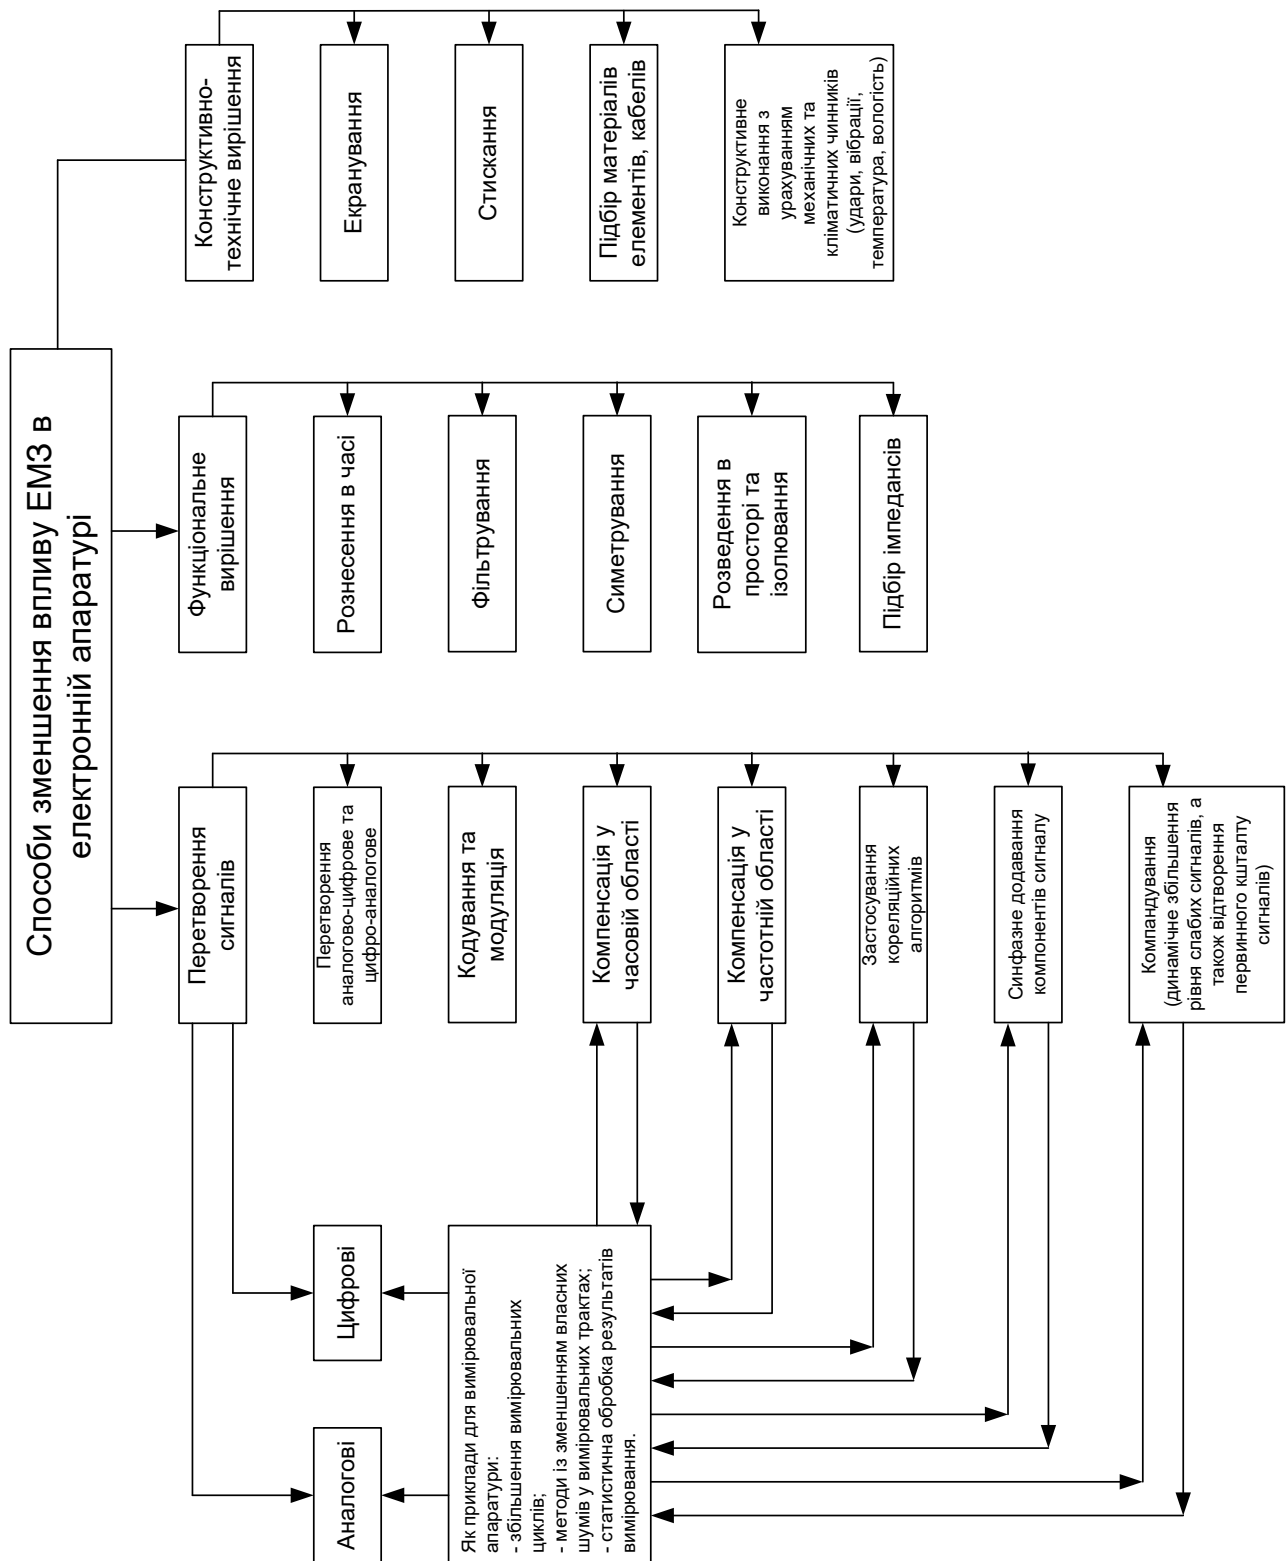 Способи зменшення впливу ЕМЗ в
електронній апаратурі
Перетворення
сигналів
Функціональне
вирішення
Конструктивно-
технічне вирішення
Аналогові
Цифрові
Перетворення
аналогово-цифрове та
цифро-аналогове
Рознесення в часі
Екранування
Як приклади для вимірювальної
апаратури:
- збільшення вимірювальних
циклів;
- методи із зменшенням власних
шумів у вимірювальних трактах;
- статистична обробка результатів
вимірювання.
Кодування та
модуляція
Фільтрування
Стискання
Компенсація у
часовій області
Симетрування
Підбір матеріалів
елементів, кабелів
Компенсація у
частотній області
Розведення в
просторі та
ізолювання
Конструктивне
виконання з
урахуванням
механічних та
кліматичних чинників
(удари, вібрації,
температура, вологість)
Застосування
кореляційних
алгоритмів
Підбір імпедансів
Синфазне додавання
компонентів сигналу
Компандування
(динамічне збільшення
рівня слабих сигналів, а
також відтворення
первинного кшталту
сигналів)